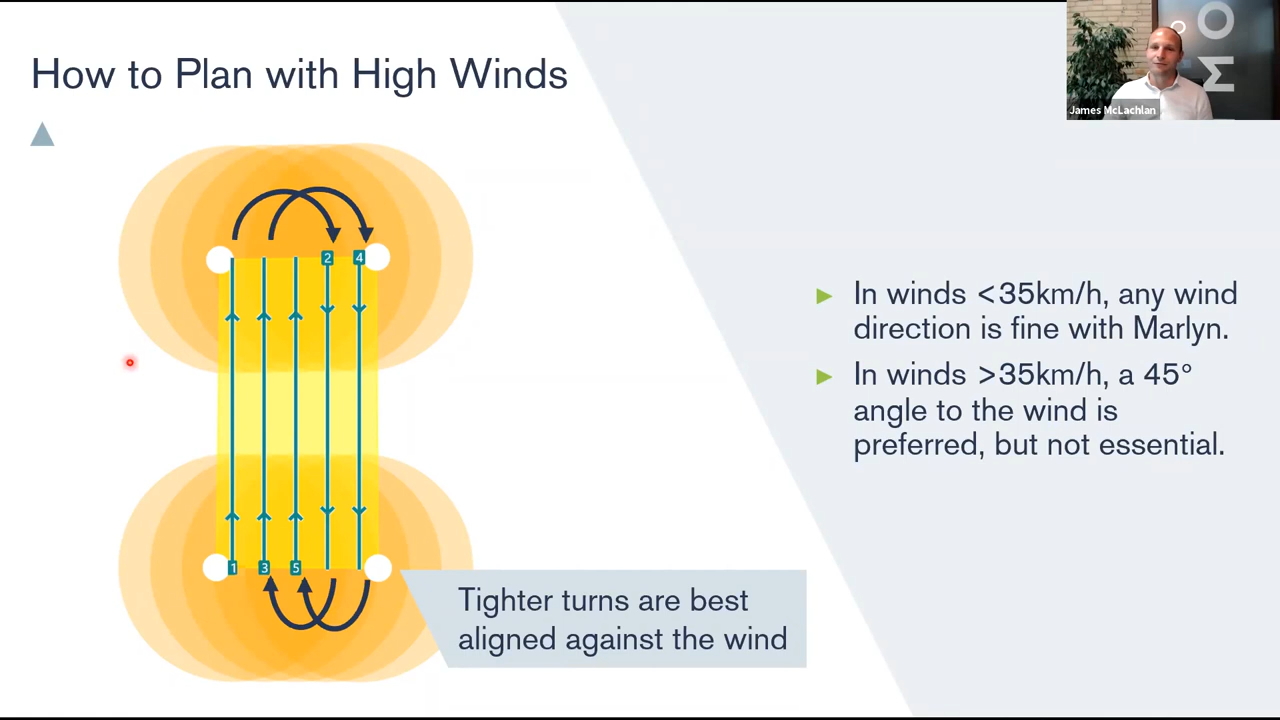 How to Plan with High Winds
MO
James McLachlan
2
4
In winds <35km/h, any wind
direction is fine with Marlyn.
In winds >35km/h, a 45°
angle to the wind is
preferred, but not essential.
1
3
5
Tighter turns are best
aligned against the wind